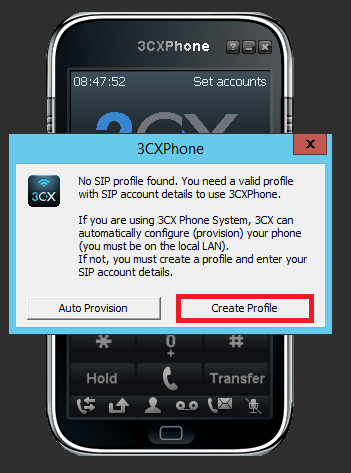 3CXPhone
? _ x
08:47:52 Set accounts
3CX
3CXPhone x
3CX
No SIP profile found. You need a valid profile
with SIP account details to use 3CXPhone.
If you are using 3CX Phone System, 3CX can
automatically configure (provision) your phone
(you must be on the local LAN).
If not, you must create a profile and enter your
SIP account details.
Auto Provision Create Profile
* 0 #
+
Hold Transfer